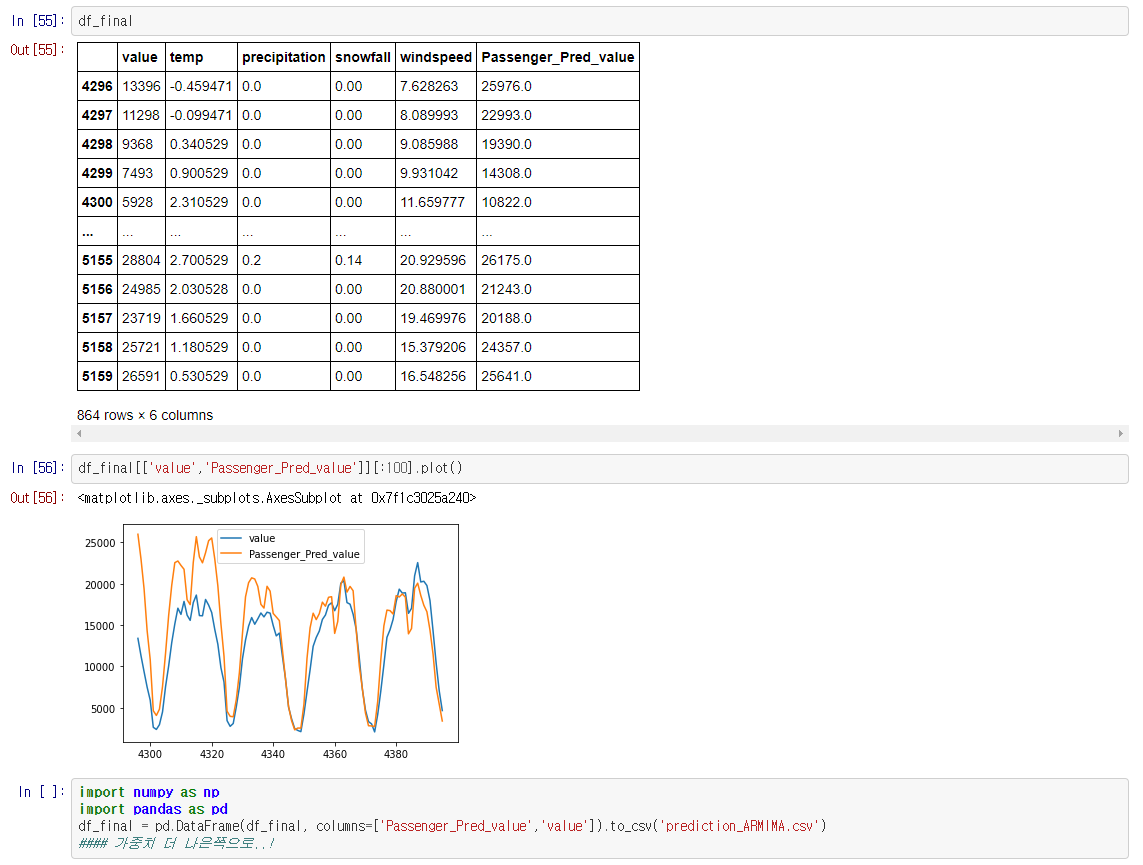 In [55]: df_final
Out[55]:
value temp precipitation snowfall windspeed Passenger_Pred_value
4296 13396 -0.459471 0.0 0.00 7.628263 25976.0
4297 11298 -0.099471 0.0 0.00 8.089993 22993.0
4298 9368 0.340529 0.0 0.00 9.085988 19390.0
4299 7493 0.900529 0.0 0.00 9.931042 14308.0
4300 5928 2.310529 0.0 0.00 11.659777 10822.0
... ... ... ... ... ... ...
5155 28804 2.700529 0.2 0.14 20.929596 26175.0
5156 24985 2.030528 0.0 0.00 20.880001 21243.0
5157 23719 1.660529 0.0 0.00 19.469976 20188.0
5158 25721 1.180529 0.0 0.00 15.379206 24357.0
5159 26591 0.530529 0.0 0.00 16.548256 25641.0
864 rows × 6 columns
In [56]: df_final[['value','Passenger_Pred_value']][:100].plot()
Out[56]: <matplotlib.axes._subplots.AxesSubplot at 0x7f1c3025a240>
value
Passenger_Pred_value
25000
20000
15000
10000
5000
4300 4320 4340 4360 4380
In [ ]: import numpy as np
import pandas as pd
df_final = pd.DataFrame(df_final, columns=['Passenger_Pred_value','value']).to_csv('prediction_ARMIMA.csv')
#### 가중치 더 나은쪽으로..!